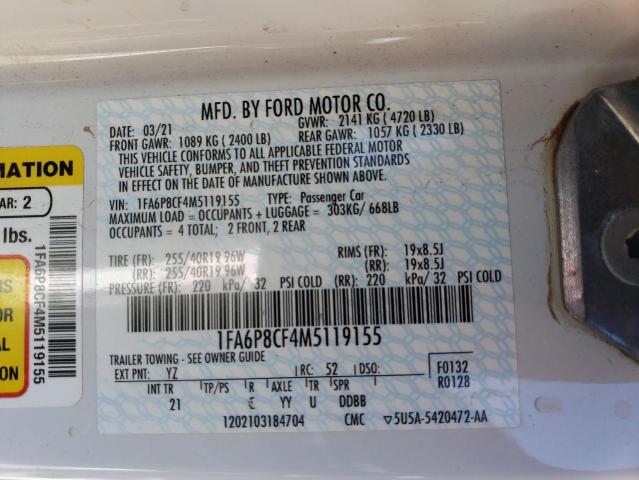 MFD. BY FORD MOTOR CO.
DATE: 03/21 GVWR: 2141 KG ( 4720 LB)
FRONT GAWR: 1089 KG ( 2400 LB) REAR GAWR: 1057 KG ( 2330 LB)
THIS VEHICLE CONFORMS TO ALL APPLICABLE FEDERAL MOTOR
VEHICLE SAFETY, BUMPER, AND THEFT PREVENTION STANDARDS
IN EFFECT ON THE DATE OF MANUFACTURE SHOWN ABOVE.
VIN: 1FA6P8CF4M5119155 TYPE: Passenger Car
MAXIMUM LOAD = OCCUPANTS + LUGGAGE = 303KG/ 668LB
OCCUPANTS = 4 TOTAL; 2 FRONT, 2 REAR
TIRE (FR): 255/40R19 96W RIMS (FR): 19x8.5J
(RR): 255/40R19 96W (RR): 19x8.5J
PRESSURE (FR): 220 kPa/ 32 PSI COLD (RR): 220 kPa/ 32 PSI COLD
1FA6P8CF4M5119155
TRAILER TOWING - SEE OWNER GUIDE
EXT PNT: YZ RC: 52 DSO: F0132
R0128
INT TR TP/PS R AXLE TR SPR
21 € YY U DDBB
1202103184704 CMC ▽5U5A-5420472-AA
MATION
AR: 2
lbs.
RS
TOR
AL
ION
1FA6P8CF4M5119155